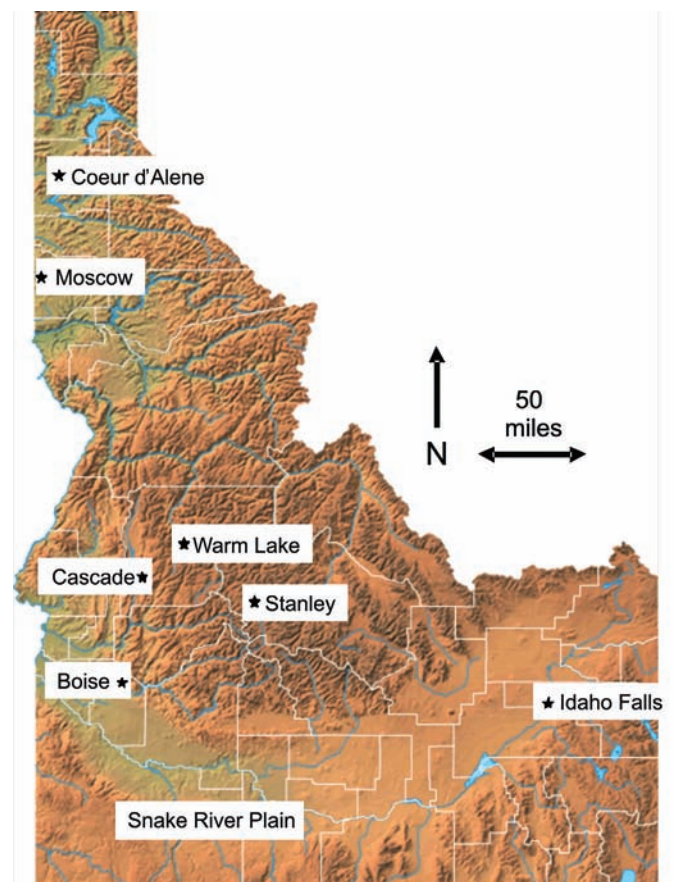 Coeur d'Alene
Moscow
50
miles
N
Warm Lake
Cascade
Stanley
Boise
Idaho Falls
Snake River Plain